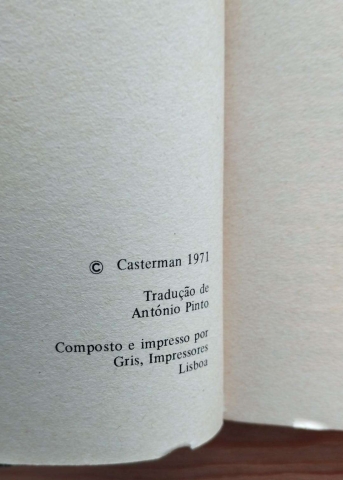 © Casterman 1971
Tradução de
António Pinto
Composto e impresso por
Gris, Impressores
Lisboa